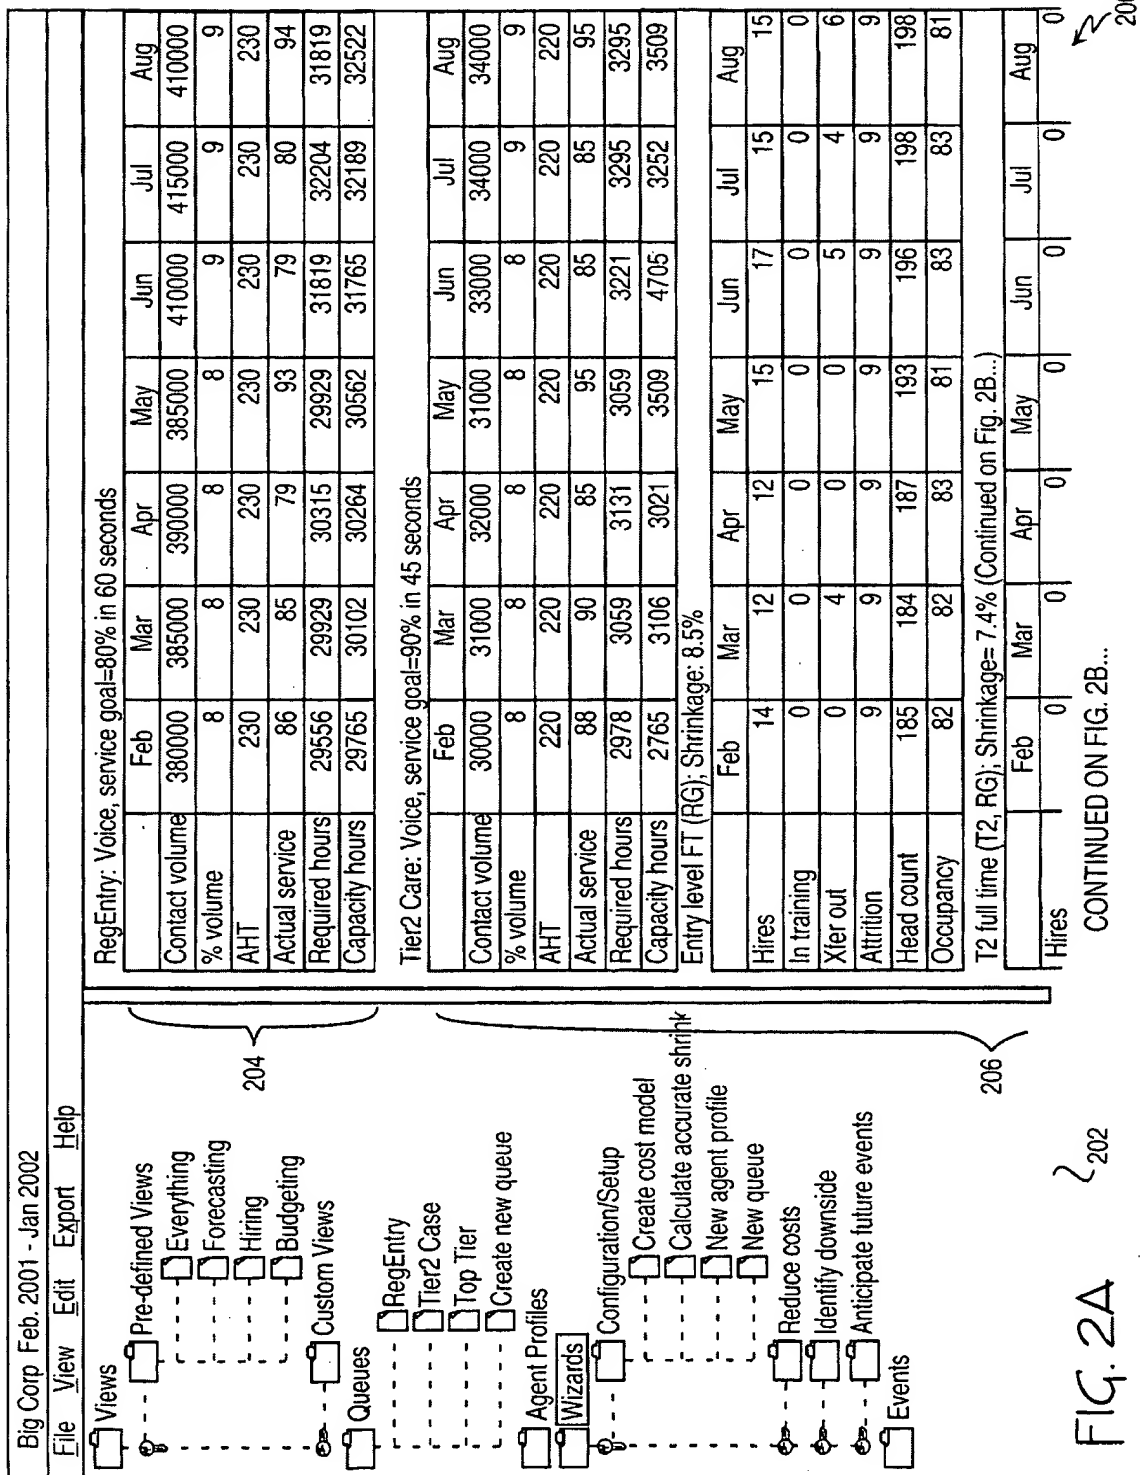 Big Corp Feb. 2001 - Jan 2002
File View Edit Export Help
Views
Pre-defined Views
Everything
Forecasting
Hiring
Budgeting
Custom Views
Queues
RegEntry
Tier2 Case
Top Tier
Create new queue
Agent Profiles
Wizards
Configuration/Setup
Create cost model
Calculate accurate shrink
New agent profile
New queue
Reduce costs
Identify downside
Anticipate future events
Events
204
206
RegEntry: Voice, service goal=80% in 60 seconds
Feb Mar Apr May Jun Jul Aug
Contact volume 380000 385000 390000 385000 410000 415000 410000
% volume 8 8 8 8 9 9 9
AHT 230 230 230 230 230 230 230
Actual service 86 85 79 93 79 80 94
Required hours 29556 29929 30315 29929 31819 32204 31819
Capacity hours 29765 30102 30264 30562 31765 32189 32522
Tier2 Care: Voice, service goal=90% in 45 seconds
Feb Mar Apr May Jun Jul Aug
Contact volume 30000 31000 32000 31000 33000 34000 34000
% volume 8 8 8 8 8 9 9
AHT 220 220 220 220 220 220 220
Actual service 88 90 85 95 85 85 95
Required hours 2978 3059 3131 3059 3221 3295 3295
Capacity hours 2765 3106 3021 3509 4705 3252 3509
Entry level FT (RG); Shrinkage: 8.5%
Feb Mar Apr May Jun Jul Aug
Hires 14 12 12 15 17 15 15
In training 0 0 0 0 0 0 0
Xfer out 0 4 0 0 5 4 6
Attrition 9 9 9 9 9 9 9
Head count 185 184 187 193 196 198 198
Occupancy 82 82 83 81 83 83 81
T2 full time (T2, RG); Shrinkage= 7.4% (Continued on Fig. 2B...)
Feb Mar Apr May Jun Jul Aug
Hires 0 0 0 0 0 0 0
CONTINUED ON FIG. 2B...
202
FIG. 2A